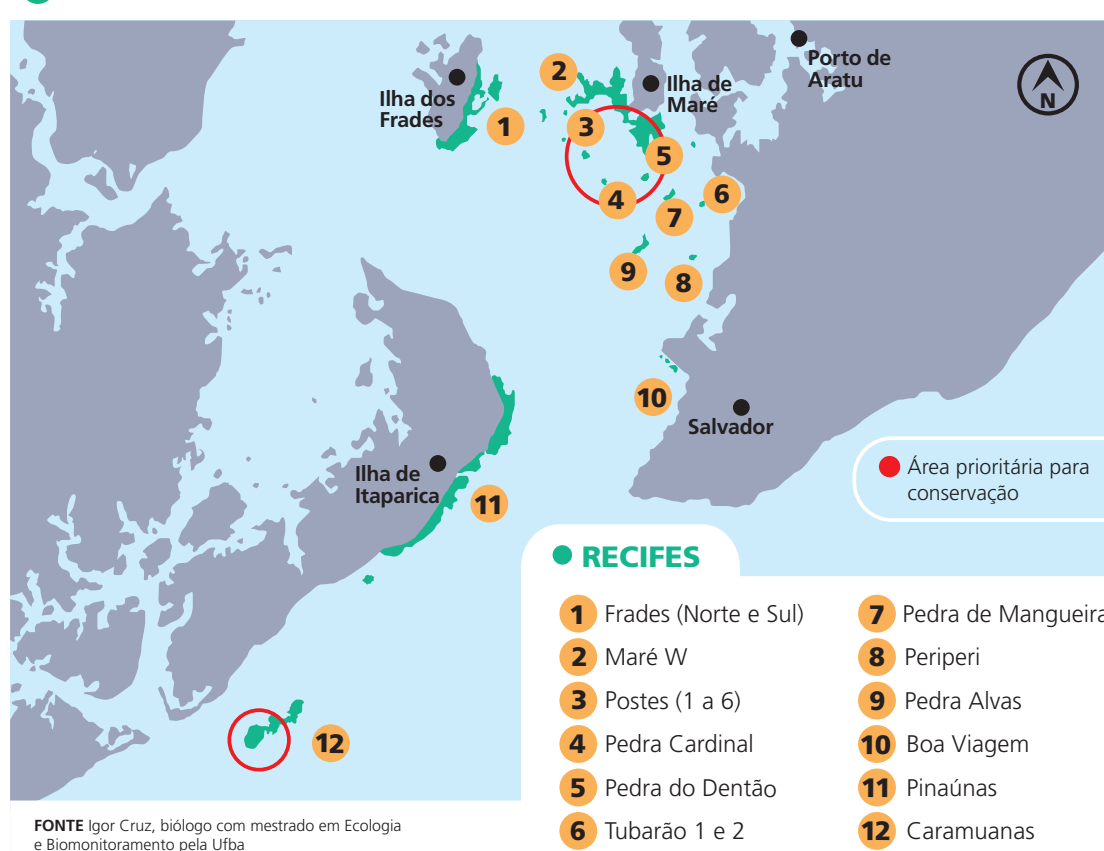 Ilha dos
Frades
Ilha de
Maré
Porto de
Aratu
N
1
2
3
4
5
6
7
8
9
10
Salvador
Ilha de
Itaparica
11
12
Área prioritária para
conservação
RECIFES
1 Frades (Norte e Sul)
2 Maré W
3 Postes (1 a 6)
4 Pedra Cardinal
5 Pedra do Dentão
6 Tubarão 1 e 2
7 Pedra de Mangueira
8 Periperi
9 Pedra Alvas
10 Boa Viagem
11 Pinaúnas
12 Caramuanas
FONTE Igor Cruz, biólogo com mestrado em Ecologia
e Biomonitoramento pela Ufba